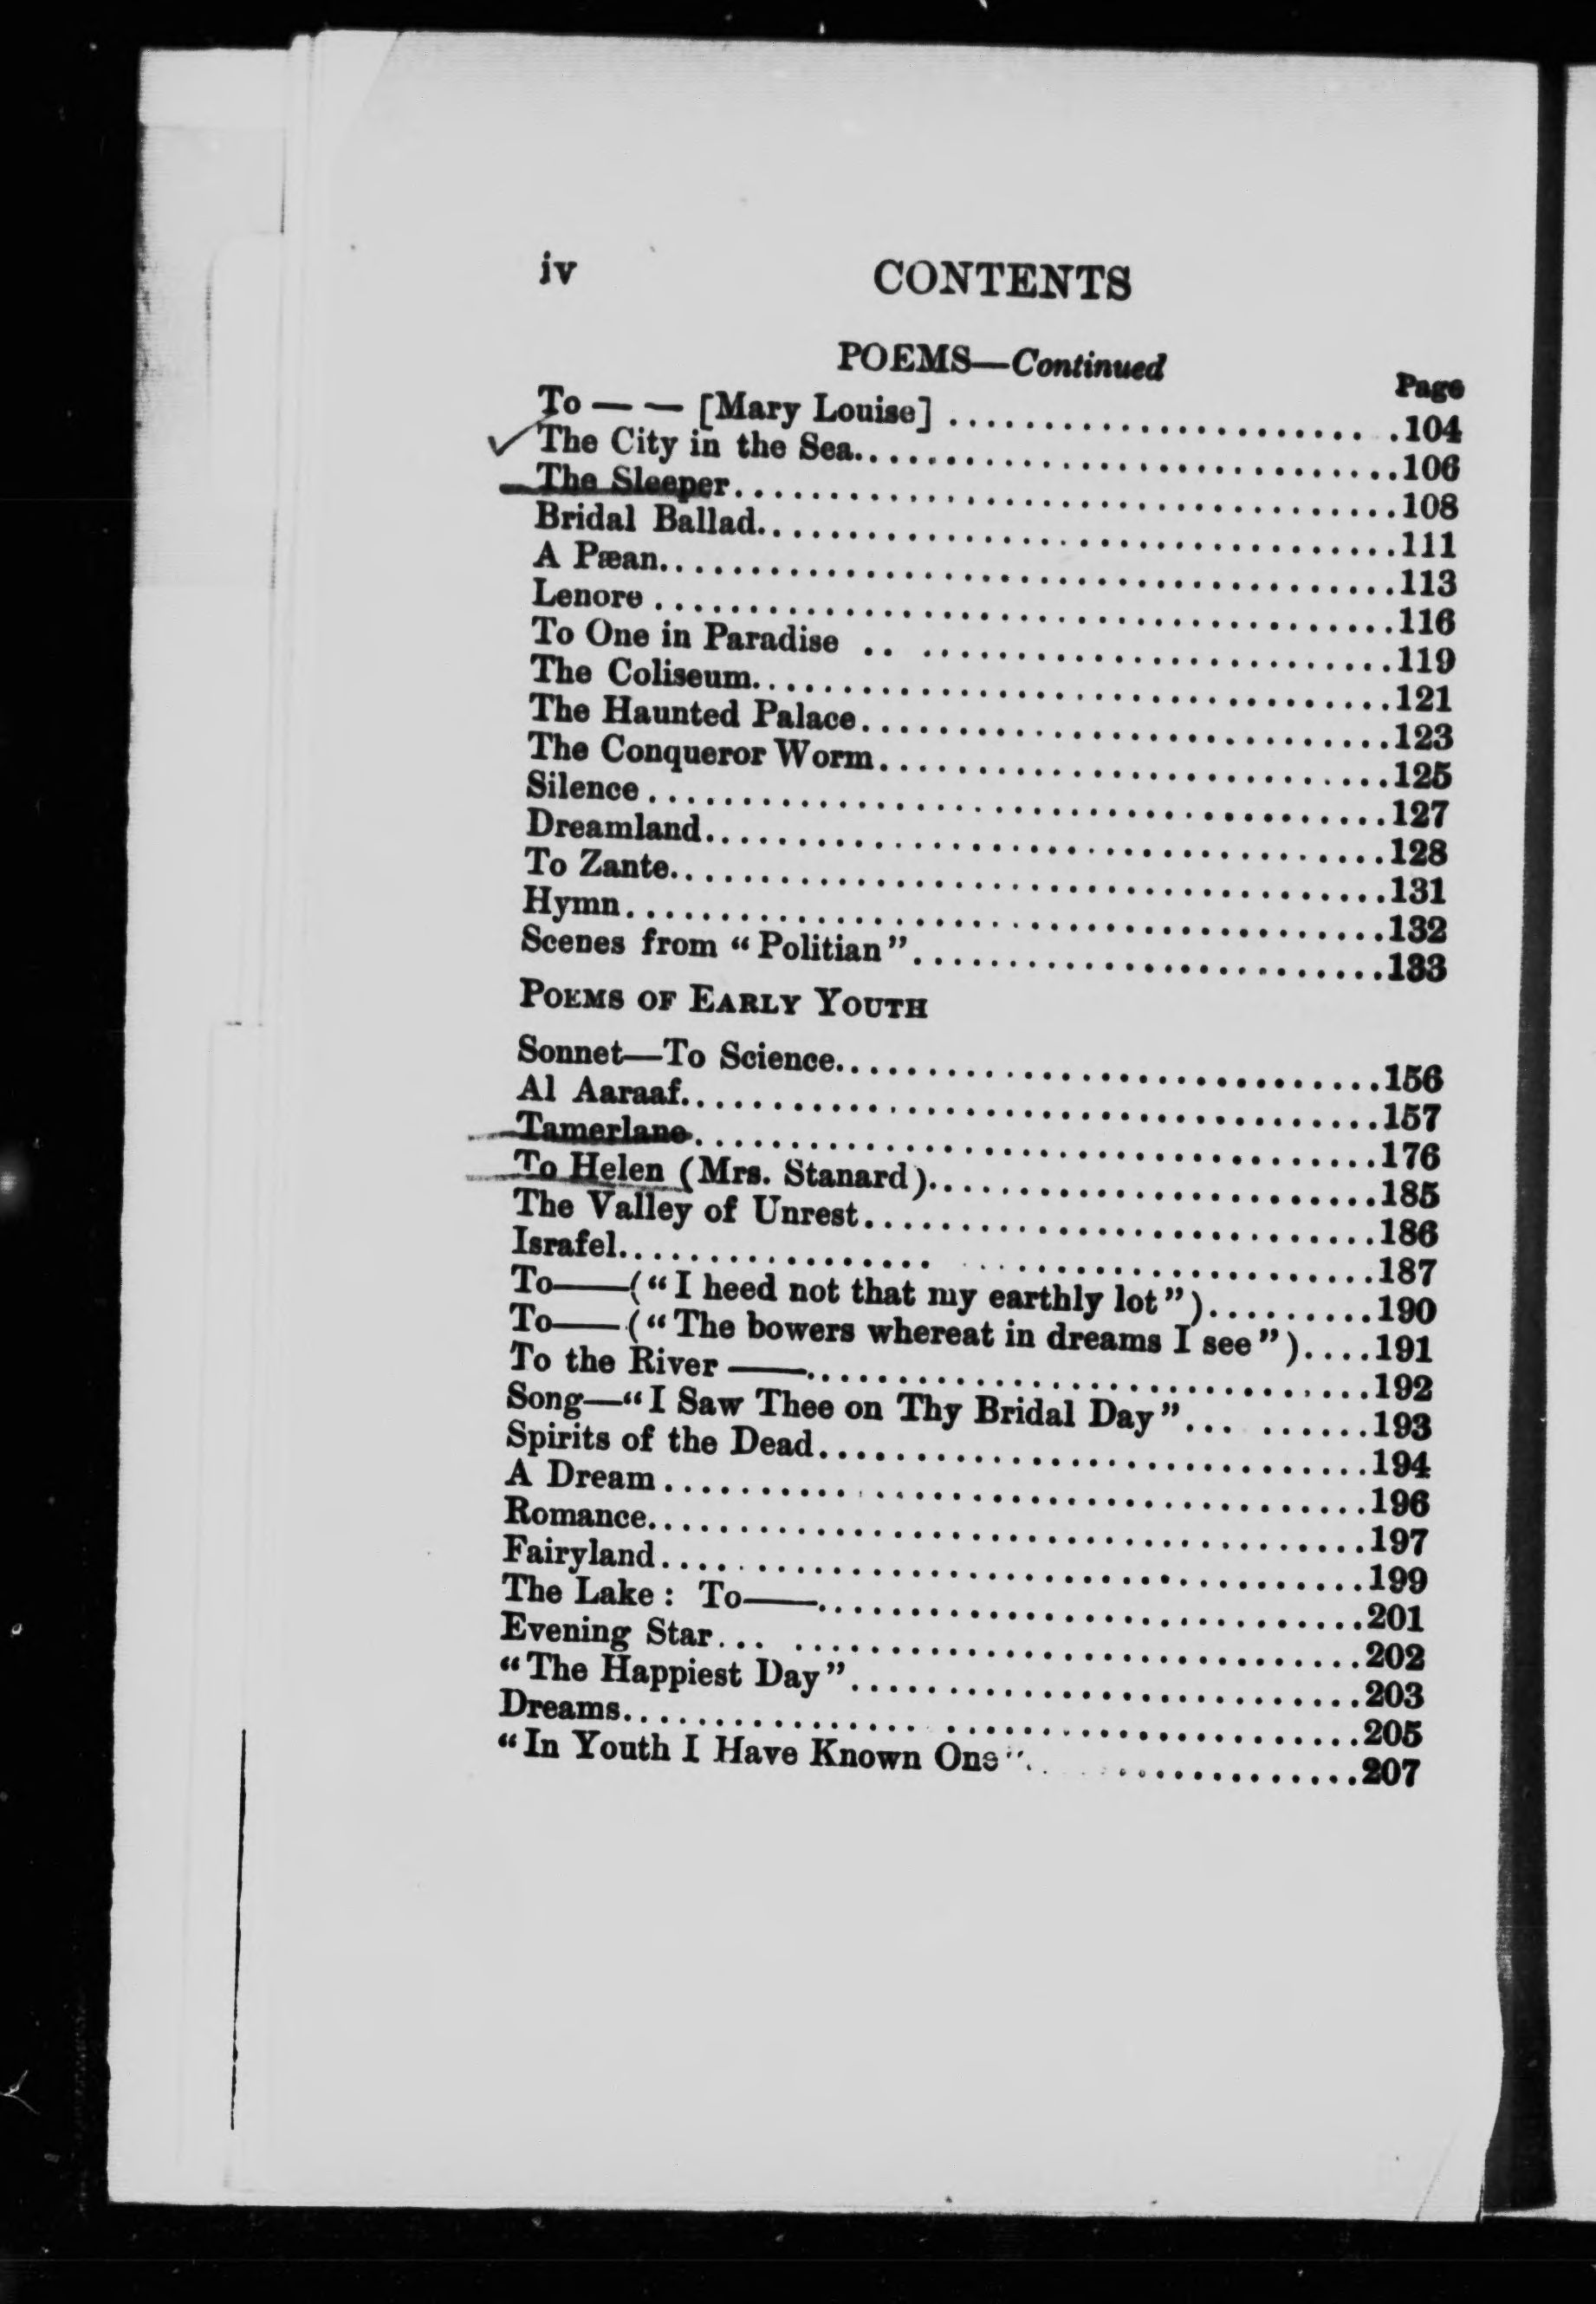 iv CONTENTS
POEMS—Continued
Page
To — — [Mary Louise] ........................104
The City in the Sea..............................106
The Sleeper....................................108
Bridal Ballad...................................111
A Pæan........................................113
Lenore ........................................116
To One in Paradise .. .........................119
The Coliseum...................................121
The Haunted Palace.............................123
The Conqueror Worm............................125
Silence ........................................127
Dreamland.....................................128
To Zante.......................................131
Hymn.........................................132
Scenes from “Politian”..........................133
POEMS OF EARLY YOUTH
Sonnet—To Science..............................156
Al Aaraaf......................................157
Tamerlane.....................................176
To Helen (Mrs. Stanard).........................185
The Valley of Unrest............................186
Israfel................. ......................187
To——(“I heed not that my earthly lot”).........190
To——(“The bowers whereat in dreams I see”)....191
To the River ——...............................192
Song—“I Saw Thee on Thy Bridal Day”... ......193
Spirits of the Dead..............................194
A Dream ......................................196
Romance.......................................197
Fairyland......................................199
The Lake: To——..............................201
Evening Star... ...............................202
“The Happiest Day”............................203
Dreams................ .......................205
“In Youth I Have Known One”.. ...............207